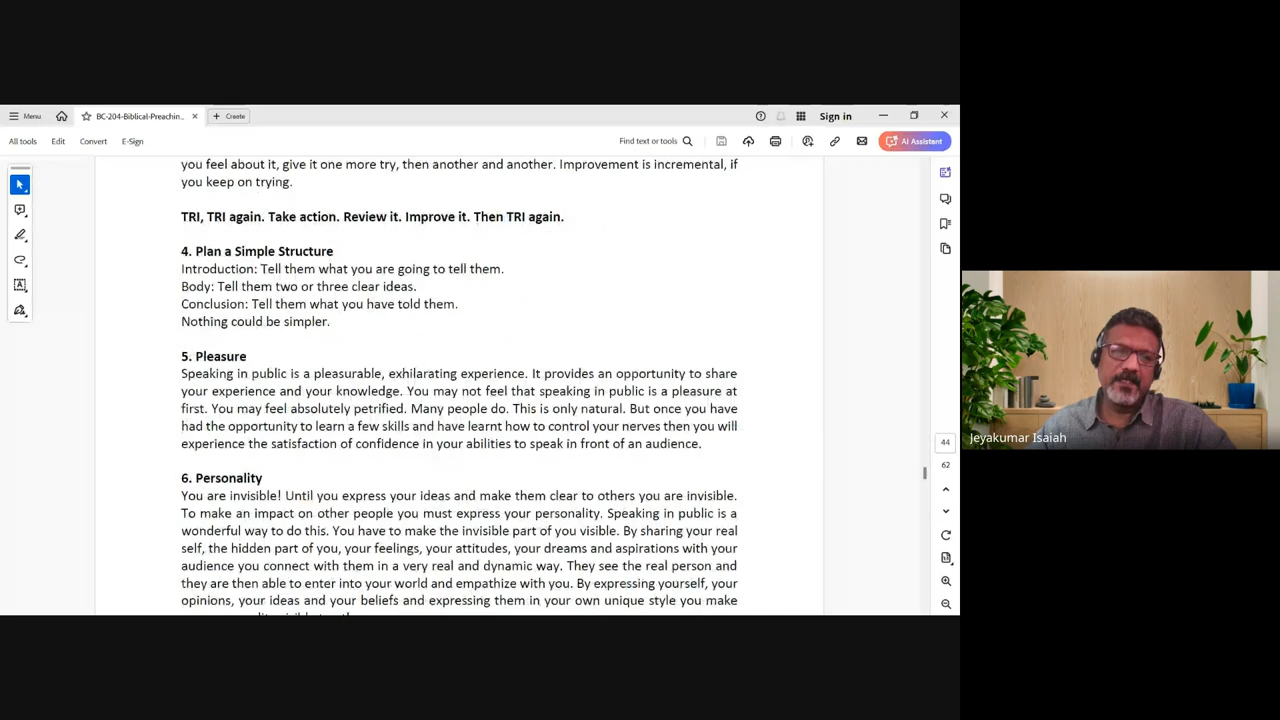 Menu
BC-204-Biblical-Preachin...
Create
Sign in
All tools
Edit
Convert
E-Sign
Find text or tools
AI Assistant
you feel about it, give it one more try, then another and another. Improvement is incremental, if
you keep on trying.
TRI, TRI again. Take action. Review it. Improve it. Then TRI again.
4. Plan a Simple Structure
Introduction: Tell them what you are going to tell them.
Body: Tell them two or three clear ideas.
Conclusion: Tell them what you have told them.
Nothing could be simpler.
5. Pleasure
Speaking in public is a pleasurable, exhilarating experience. It provides an opportunity to share
your experience and your knowledge. You may not feel that speaking in public is a pleasure at
first. You may feel absolutely petrified. Many people do. This is only natural. But once you have
had the opportunity to learn a few skills and have learnt how to control your nerves then you will
experience the satisfaction of confidence in your abilities to speak in front of an audience.
6. Personality
You are invisible! Until you express your ideas and make them clear to others you are invisible.
To make an impact on other people you must express your personality. Speaking in public is a
wonderful way to do this. You have to make the invisible part of you visible. By sharing your real
self, the hidden part of you, your feelings, your attitudes, your dreams and aspirations with your
audience you connect with them in a very real and dynamic way. They see the real person and
they are then able to enter into your world and empathize with you. By expressing yourself, your
opinions, your ideas and your beliefs and expressing them in your own unique style you make
44
62
Jeyakumar Isaiah